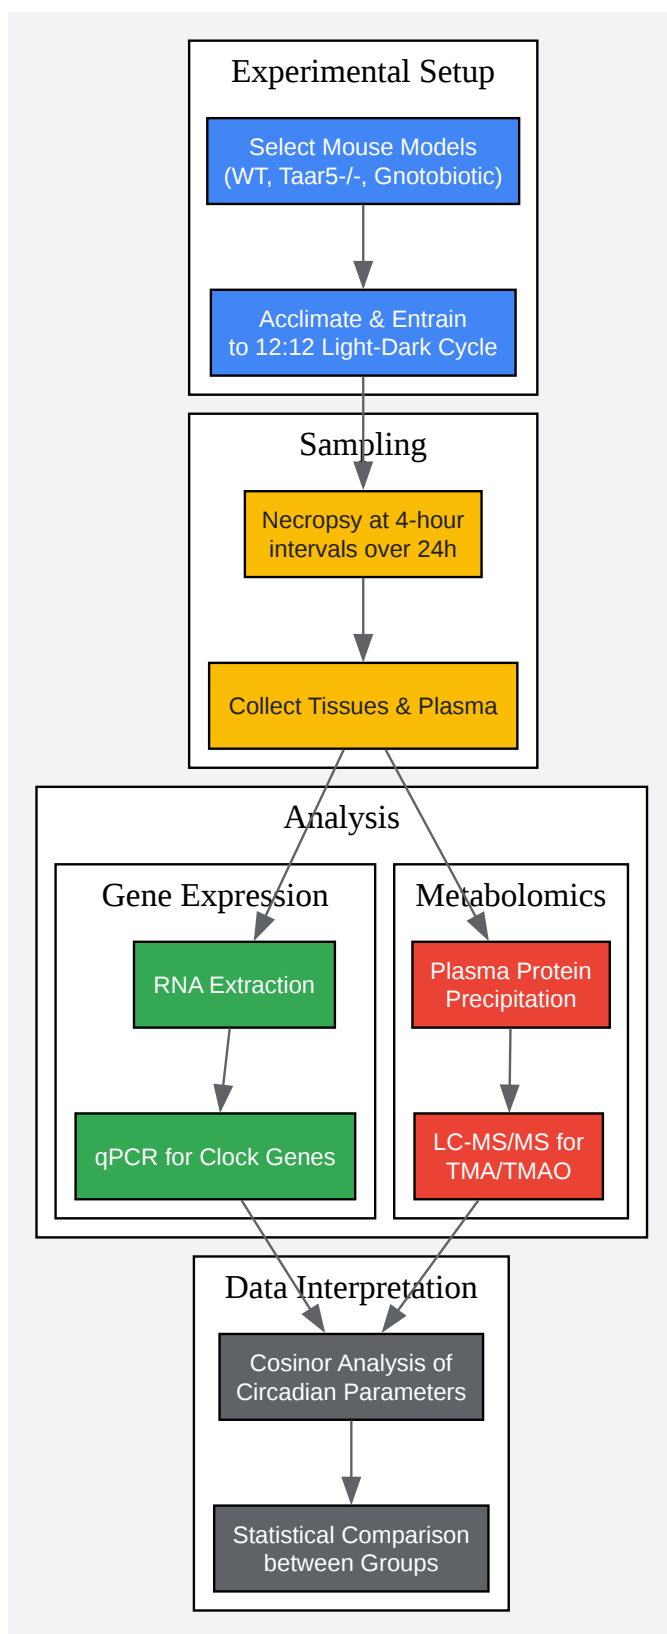 Experimental Setup
Select Mouse Models
(WT, Taar5-/-, Gnotobiotic)
Acclimate & Entrain
to 12:12 Light-Dark Cycle
Sampling
Necropsy at 4-hour
intervals over 24h
Collect Tissues & Plasma
Analysis
Gene Expression
RNA Extraction
qPCR for Clock Genes
Metabolomics
Plasma Protein
Precipitation
LC-MS/MS for
TMA/TMAO
Data Interpretation
Cosinor Analysis of
Circadian Parameters
Statistical Comparison
between Groups